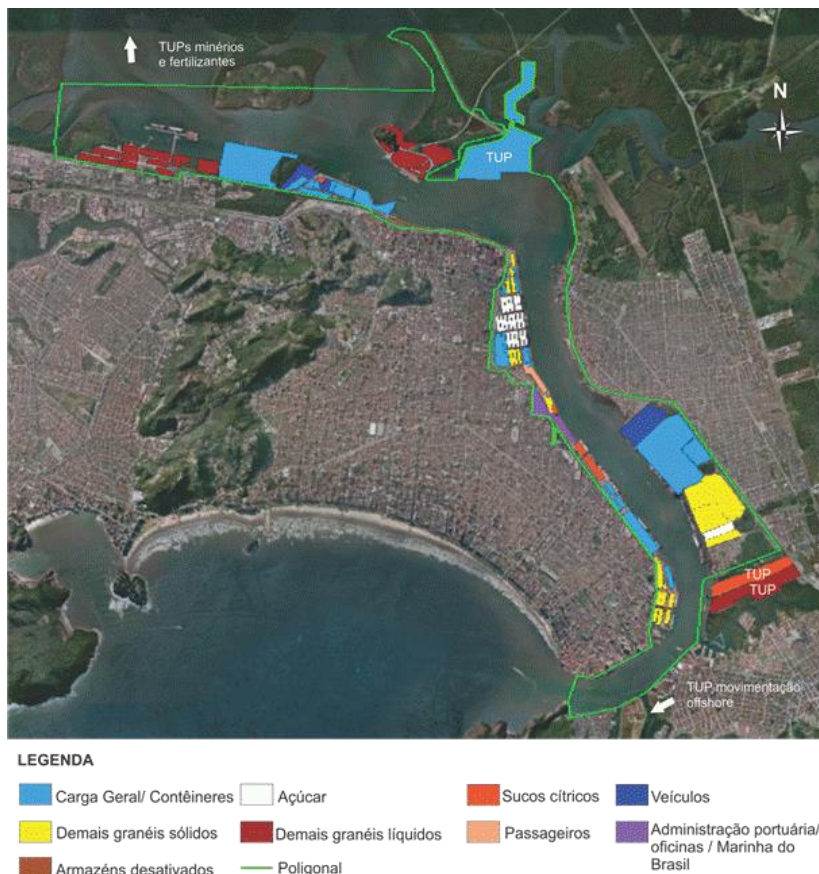 TUPs minérios
e fertilizantes
N
TUP
TUP
TUP
TUP movimentação
offshore
LEGENDA
Carga Geral/ Contêineres
Açúcar
Sucos cítricos
Veículos
Demais granéis sólidos
Demais granéis líquidos
Passageiros
Administração portuária/
oficinas / Marinha do
Brasil
Armazéns desativados
Poligonal